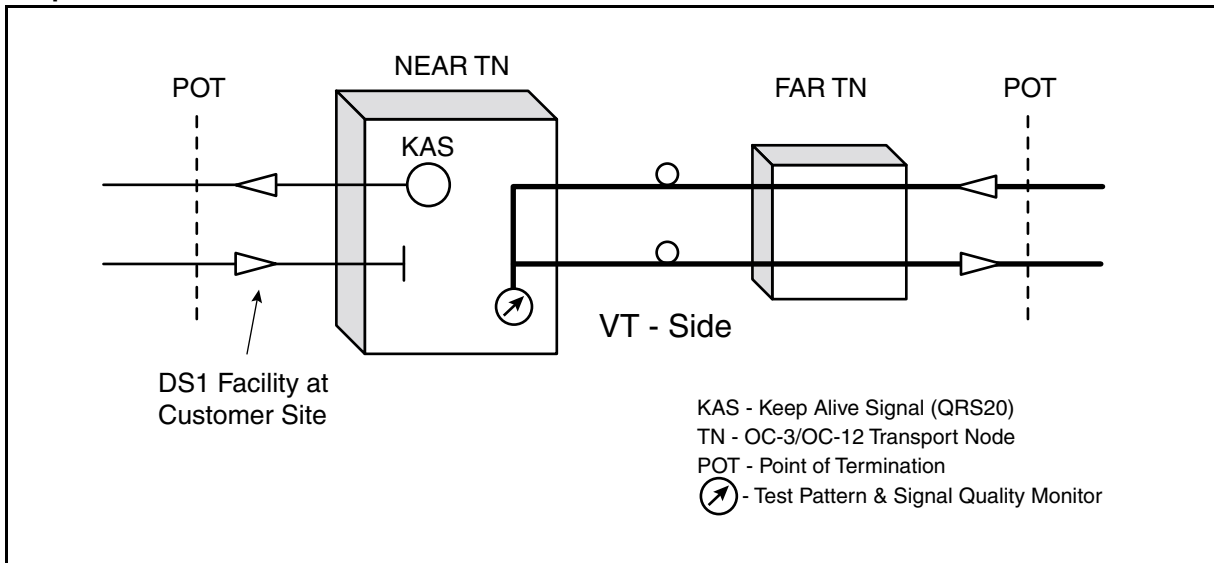 NEAR TN
POT
FAR TN
POT
KAS
VT - Side
DS1 Facility at
Customer Site
KAS - Keep Alive Signal (QRS20)
TN - OC-3/OC-12 Transport Node
POT - Point of Termination
- Test Pattern & Signal Quality Monitor